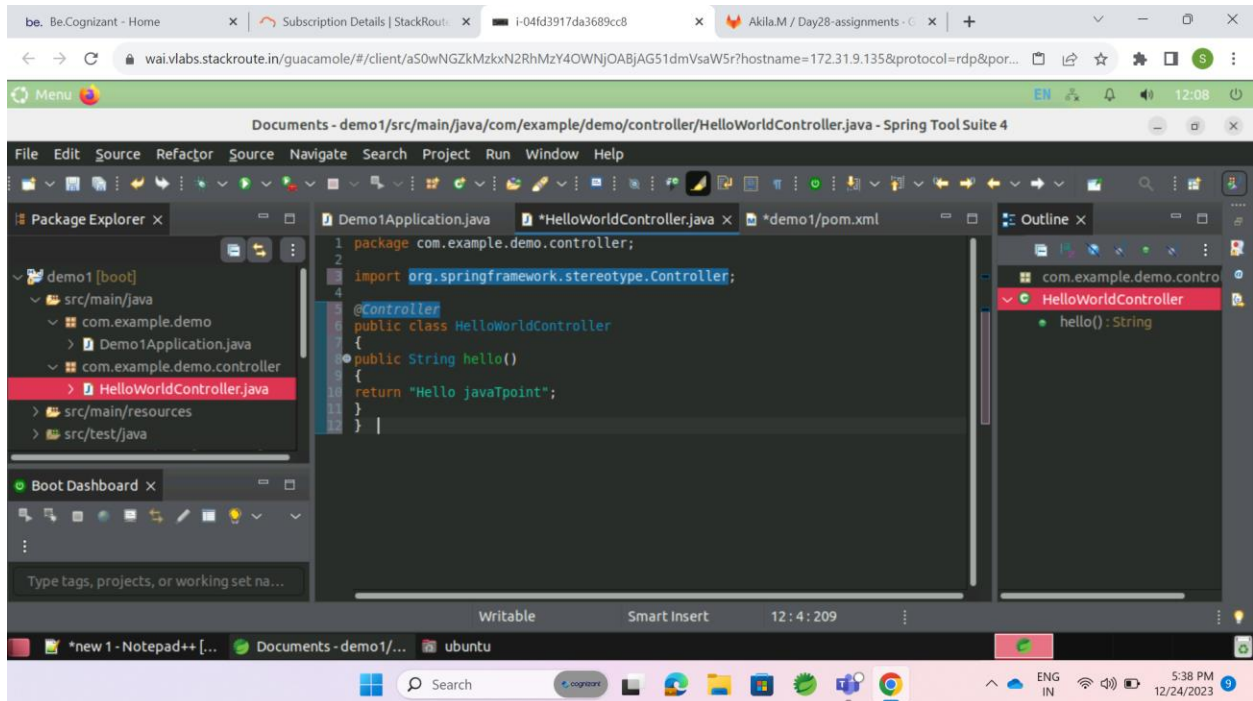 be. Be.Cognizant - Home
Subscription Details | StackRoute
i-04fd3917da3689cc8
Akila.M / Day28-assignments · G
wai.vlabs.stackroute.in/guacamole/#/client/aS0wNGZkMzkxN2RhMzY4OWNjOABjAG51dmVsaW5r?hostname=172.31.9.135&protocol=rdp&por...
S
Menu
EN
12:08
Documents - demo1/src/main/java/com/example/demo/controller/HelloWorldController.java - Spring Tool Suite 4
File Edit Source Refactor Source Navigate Search Project Run Window Help
Package Explorer
Demo1Application.java
*HelloWorldController.java
*demo1/pom.xml
Outline
demo1 [boot]
src/main/java
com.example.demo
Demo1Application.java
com.example.demo.controller
HelloWorldController.java
src/main/resources
src/test/java
1 package com.example.demo.controller;
2
3 import org.springframework.stereotype.Controller;
4
5 @Controller
6 public class HelloWorldController
7 {
8 public String hello()
9 {
10 return "Hello javaTpoint";
11 }
12 }
com.example.demo.contro
HelloWorldController
hello() : String
Boot Dashboard
Type tags, projects, or working set na...
Writable
Smart Insert
12 : 4 : 209
*new 1 - Notepad++ [...
Documents - demo1/...
ubuntu
Search
cognizant
ENG
IN
5:38 PM
12/24/2023
9